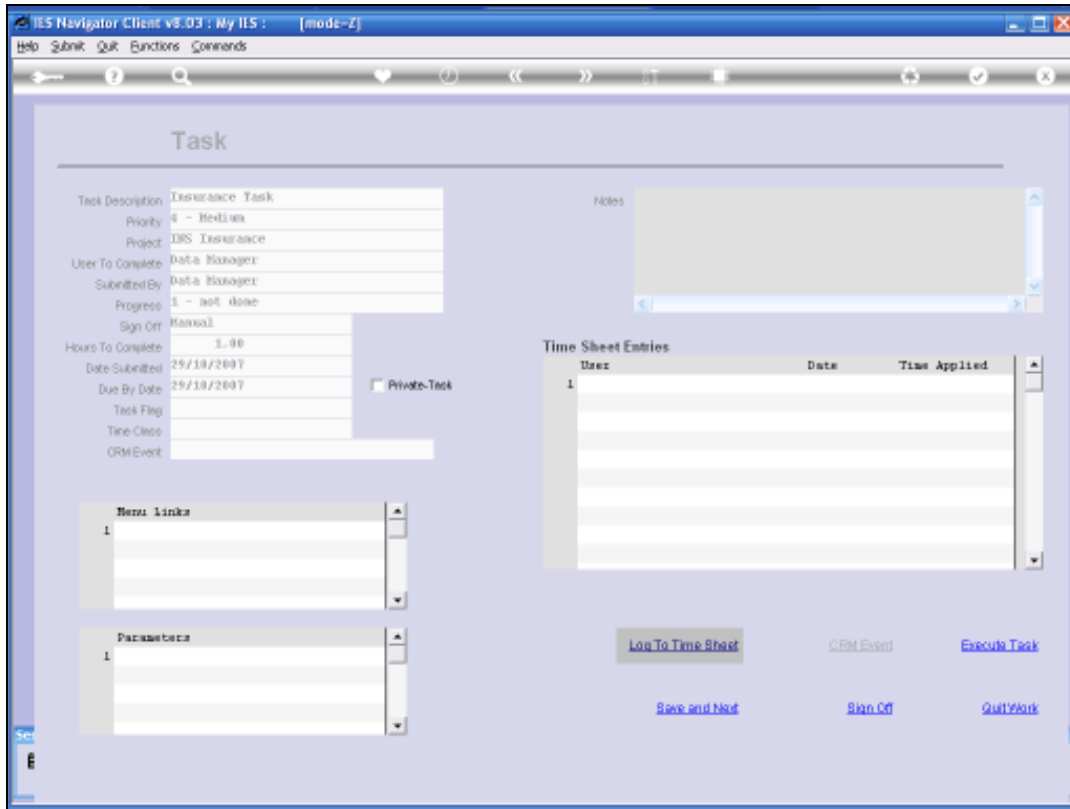 IES Navigator Client v8.03 : My IES : [mode=Z]
Help Submit Quit Functions Commands
Task
Task Description Insurance Task
Priority 4 - Medium
Project INS Insurance
User To Complete Data Manager
Submitted By Data Manager
Progress 1 - not done
Sign Off Manual
Hours To Complete 1.00
Date Submitted 29/10/2007
Due By Date 29/10/2007
Private-Task
Task Flag
Time Class
CRM Event
Notes
Time Sheet Entries
User Date Time Applied
1
Menu Links
1
Parameters
1
Log To Time Sheet CRM Event Execute Task
Save and Next Sign Off Quit Work